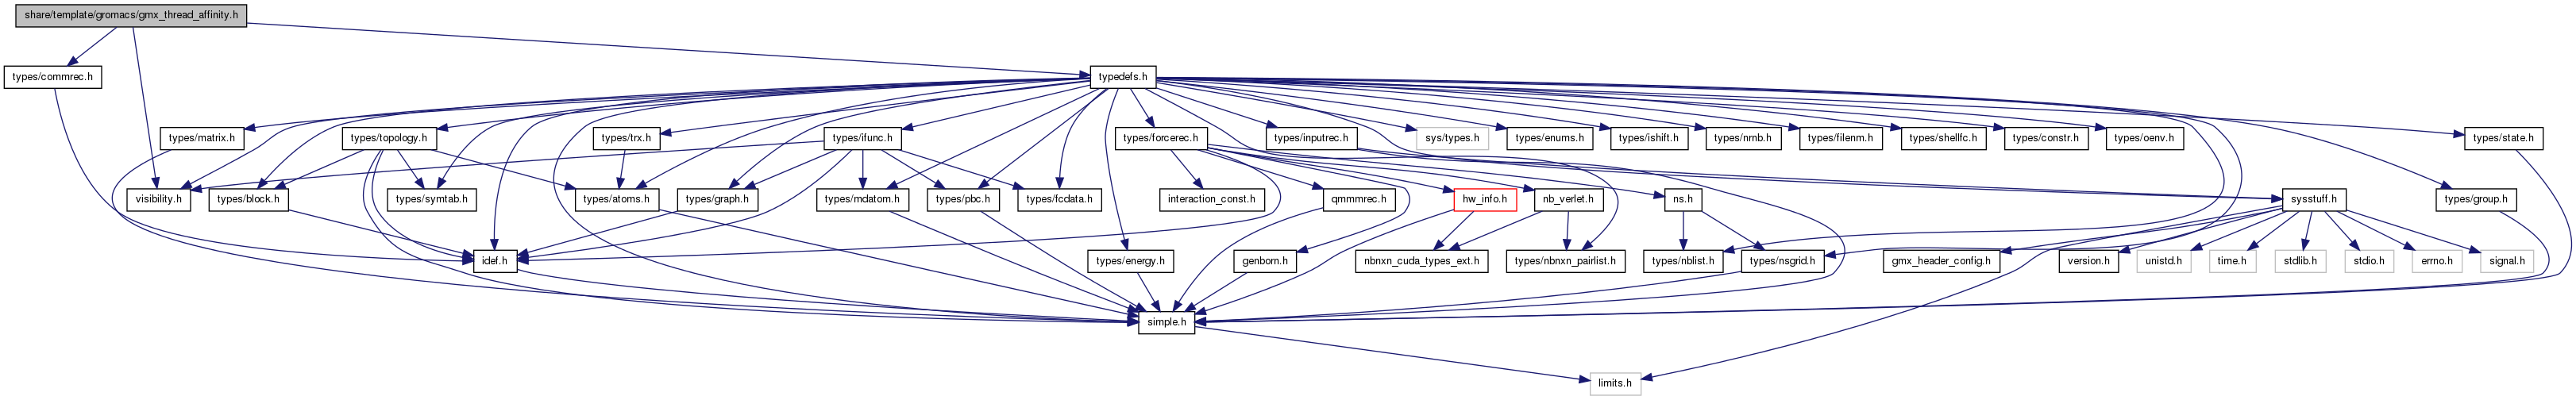 share/template/gromacs/gmx_thread_affinity.h
types/commrec.h
typedefs.h
types/matrix.h
types/topology.h
types/trx.h
types/ifunc.h
types/forcerec.h
types/inputrec.h
sys/types.h
types/enums.h
types/ishift.h
types/nrnb.h
types/filenm.h
types/shellfc.h
types/constr.h
types/oenv.h
types/state.h
visibility.h
types/block.h
types/symtab.h
types/atoms.h
types/graph.h
types/mdatom.h
types/pbc.h
types/fcdata.h
interaction_const.h
qmmmrec.h
hw_info.h
nb_verlet.h
ns.h
sysstuff.h
types/group.h
idef.h
types/energy.h
genborn.h
nbnxn_cuda_types_ext.h
types/nbnxn_pairlist.h
types/nblist.h
types/nsgrid.h
gmx_header_config.h
version.h
unistd.h
time.h
stdlib.h
stdio.h
errno.h
signal.h
simple.h
limits.h